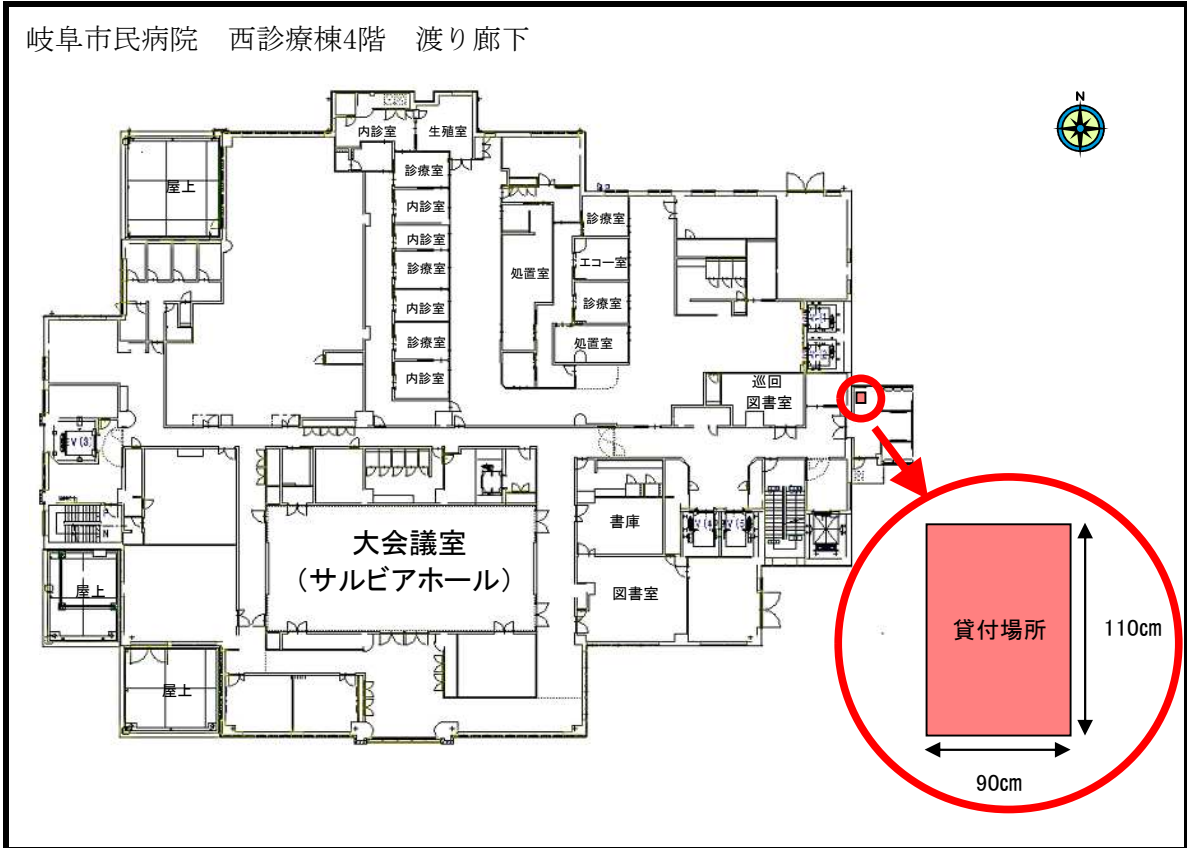 岐阜市民病院　西診療棟4階　渡り廊下
N
内診室
生殖室
屋上
診療室
内診室
診療室
内診室
エコー室
処置室
診療室
診療室
内診室
処置室
診療室
内診室
巡回
図書室
V(3)
大会議室
(サルビアホール)
書庫
V(4)
V(5)
屋上
図書室
屋上
貸付場所
110cm
90cm